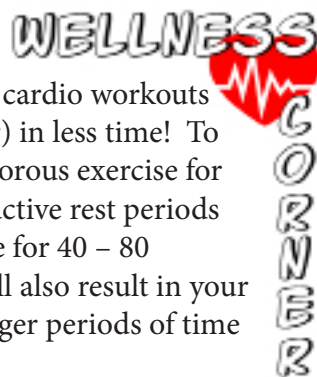 WELLNESS
CORNER
cardio workouts
) in less time! To
orous exercise for
active rest periods
e for 40 – 80
ll also result in your
ger periods of time